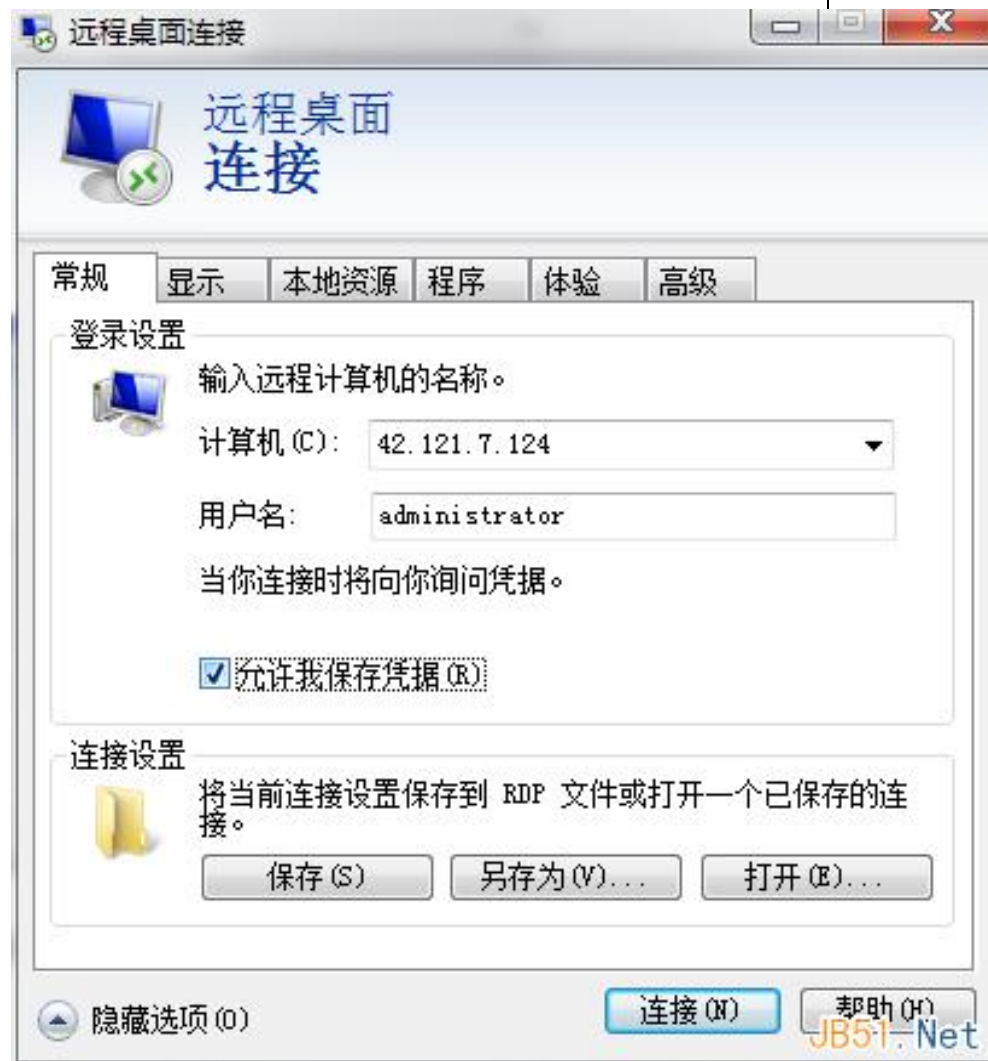 远程桌面连接
远程桌面
连接
常规 显示 本地资源 程序 体验 高级
登录设置
输入远程计算机的名称。
计算机(C): 42.121.7.124
用户名: administrator
当你连接时将向你询问凭据。
允许我保存凭据(R)
连接设置
将当前连接设置保存到 RDP 文件或打开一个已保存的连
接。
保存(S) 另存为(V)... 打开(E)...
隐藏选项(O) 连接(N) 帮助(H)
JB51.Net